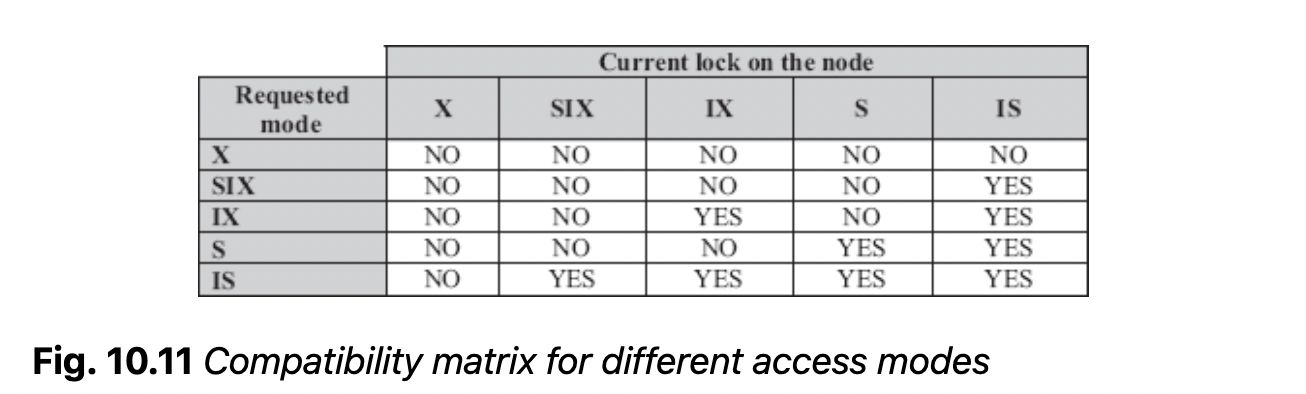 Current lock on the node
Requested mode X SIX IX S IS
X NO NO NO NO NO
SIX NO NO NO NO YES
IX NO NO YES NO YES
S NO NO NO YES YES
IS NO YES YES YES YES
Fig. 10.11 Compatibility matrix for different access modes